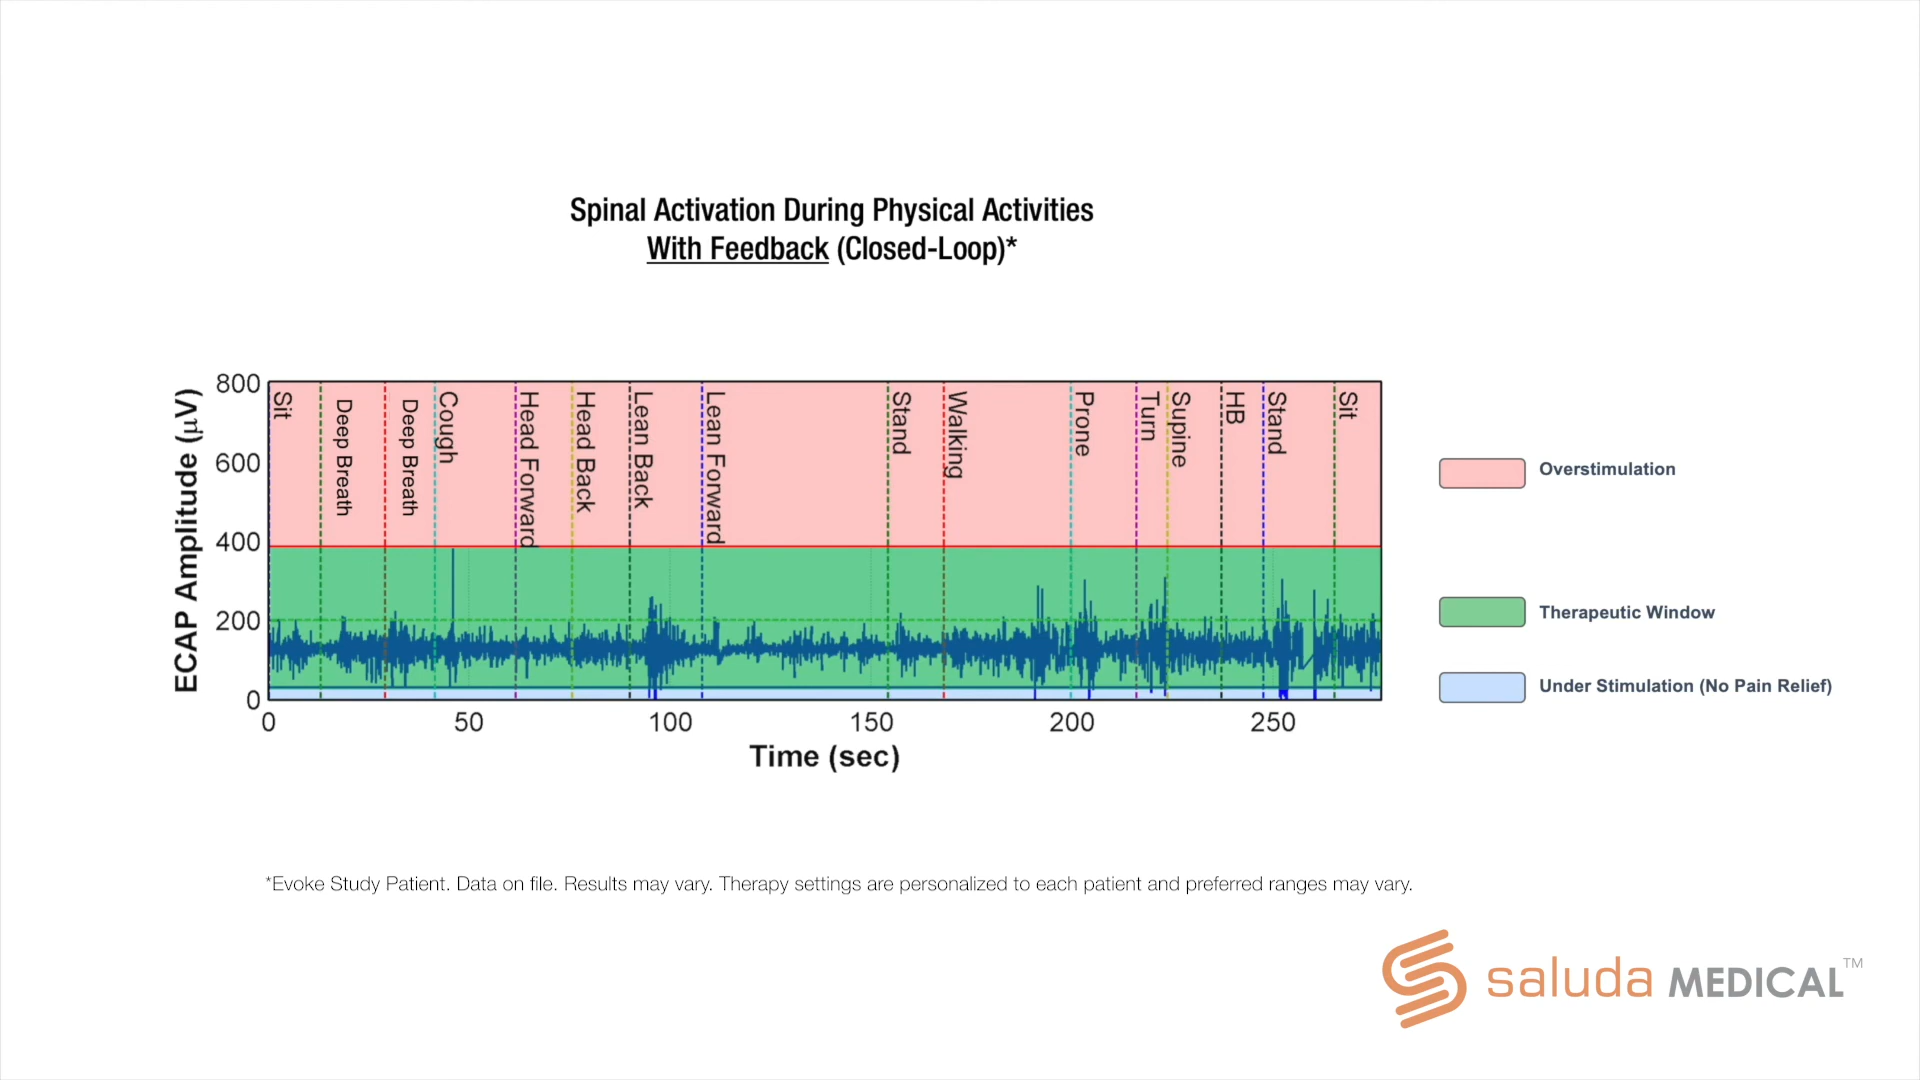 Spinal Activation During Physical Activities
With Feedback (Closed-Loop)*
ECAP Amplitude (µV)
800
600
400
200
0
Sit
Deep Breath
Deep Breath
Cough
Head Forward
Head Back
Lean Back
Lean Forward
Stand
Walking
Prone
Turn
Supine
HB
Stand
Sit
0 50 100 150 200 250
Time (sec)
Overstimulation
Therapeutic Window
Under Stimulation (No Pain Relief)
*Evoke Study Patient. Data on file. Results may vary. Therapy settings are personalized to each patient and preferred ranges may vary.
saluda MEDICAL™